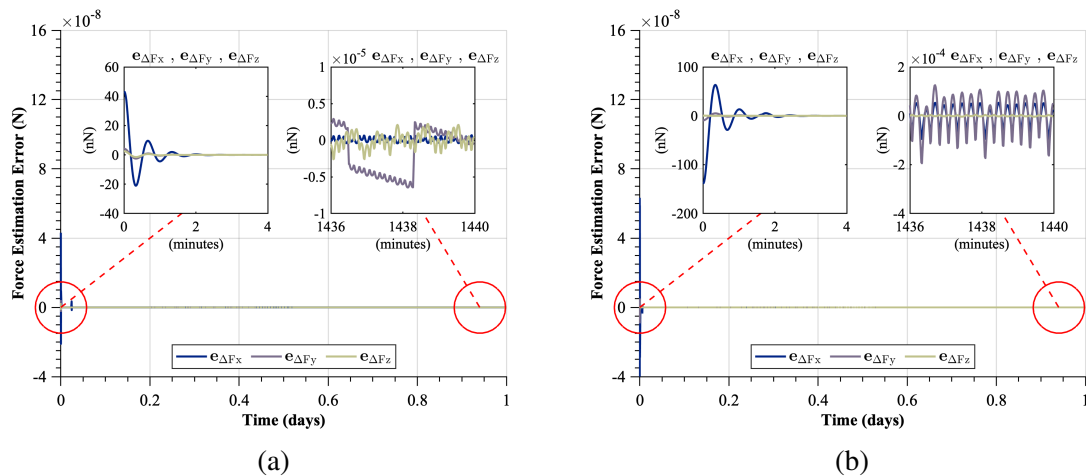 ×10⁻⁸
16
12
8
4
0
-4
Force Estimation Error (N)
e_ΔFx , e_ΔFy , e_ΔFz
60
40
20
0
-20
-40
(nN)
0 2 4
(minutes)
×10⁻⁵ e_ΔFx , e_ΔFy , e_ΔFz
1
0.5
0
-0.5
-1
(nN)
1436 1438 1440
(minutes)
e_ΔFx e_ΔFy e_ΔFz
0 0.2 0.4 0.6 0.8 1
Time (days)
(a)
×10⁻⁸
16
12
8
4
0
-4
Force Estimation Error (N)
e_ΔFx , e_ΔFy , e_ΔFz
100
0
-100
-200
(nN)
0 2 4
(minutes)
×10⁻⁴ e_ΔFx , e_ΔFy , e_ΔFz
2
0
-2
-4
(nN)
1436 1438 1440
(minutes)
e_ΔFx e_ΔFy e_ΔFz
0 0.2 0.4 0.6 0.8 1
Time (days)
(b)